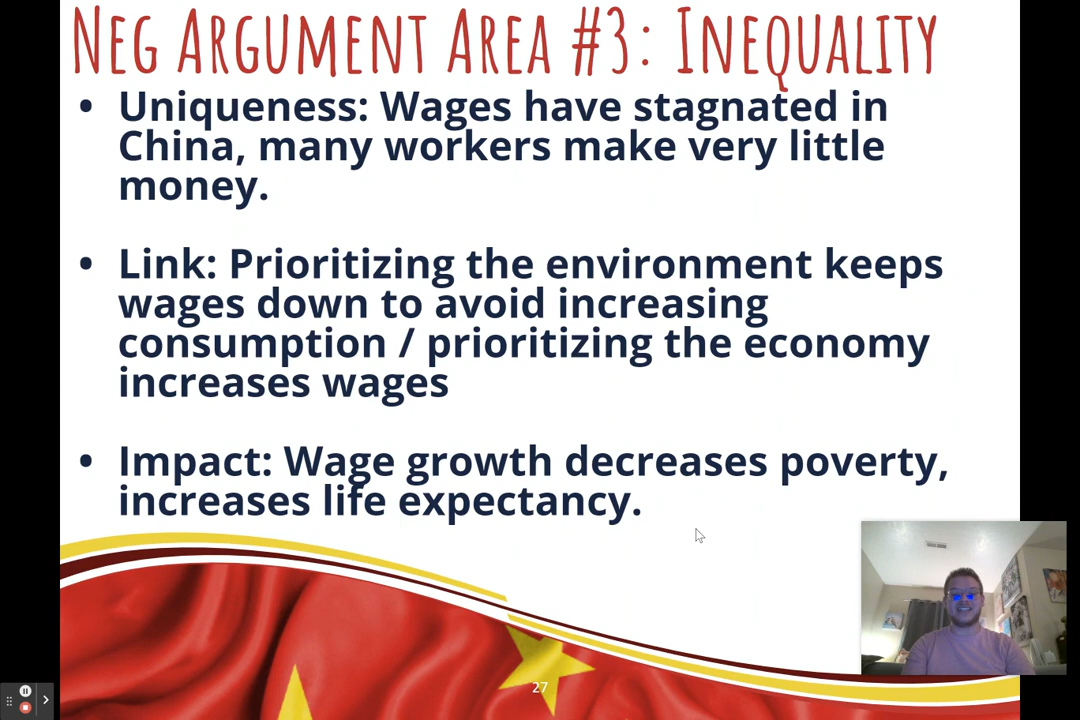 Neg Argument Area #3: Inequality
• Uniqueness: Wages have stagnated in
China, many workers make very little
money.
• Link: Prioritizing the environment keeps
wages down to avoid increasing
consumption / prioritizing the economy
increases wages
• Impact: Wage growth decreases poverty,
increases life expectancy.
27